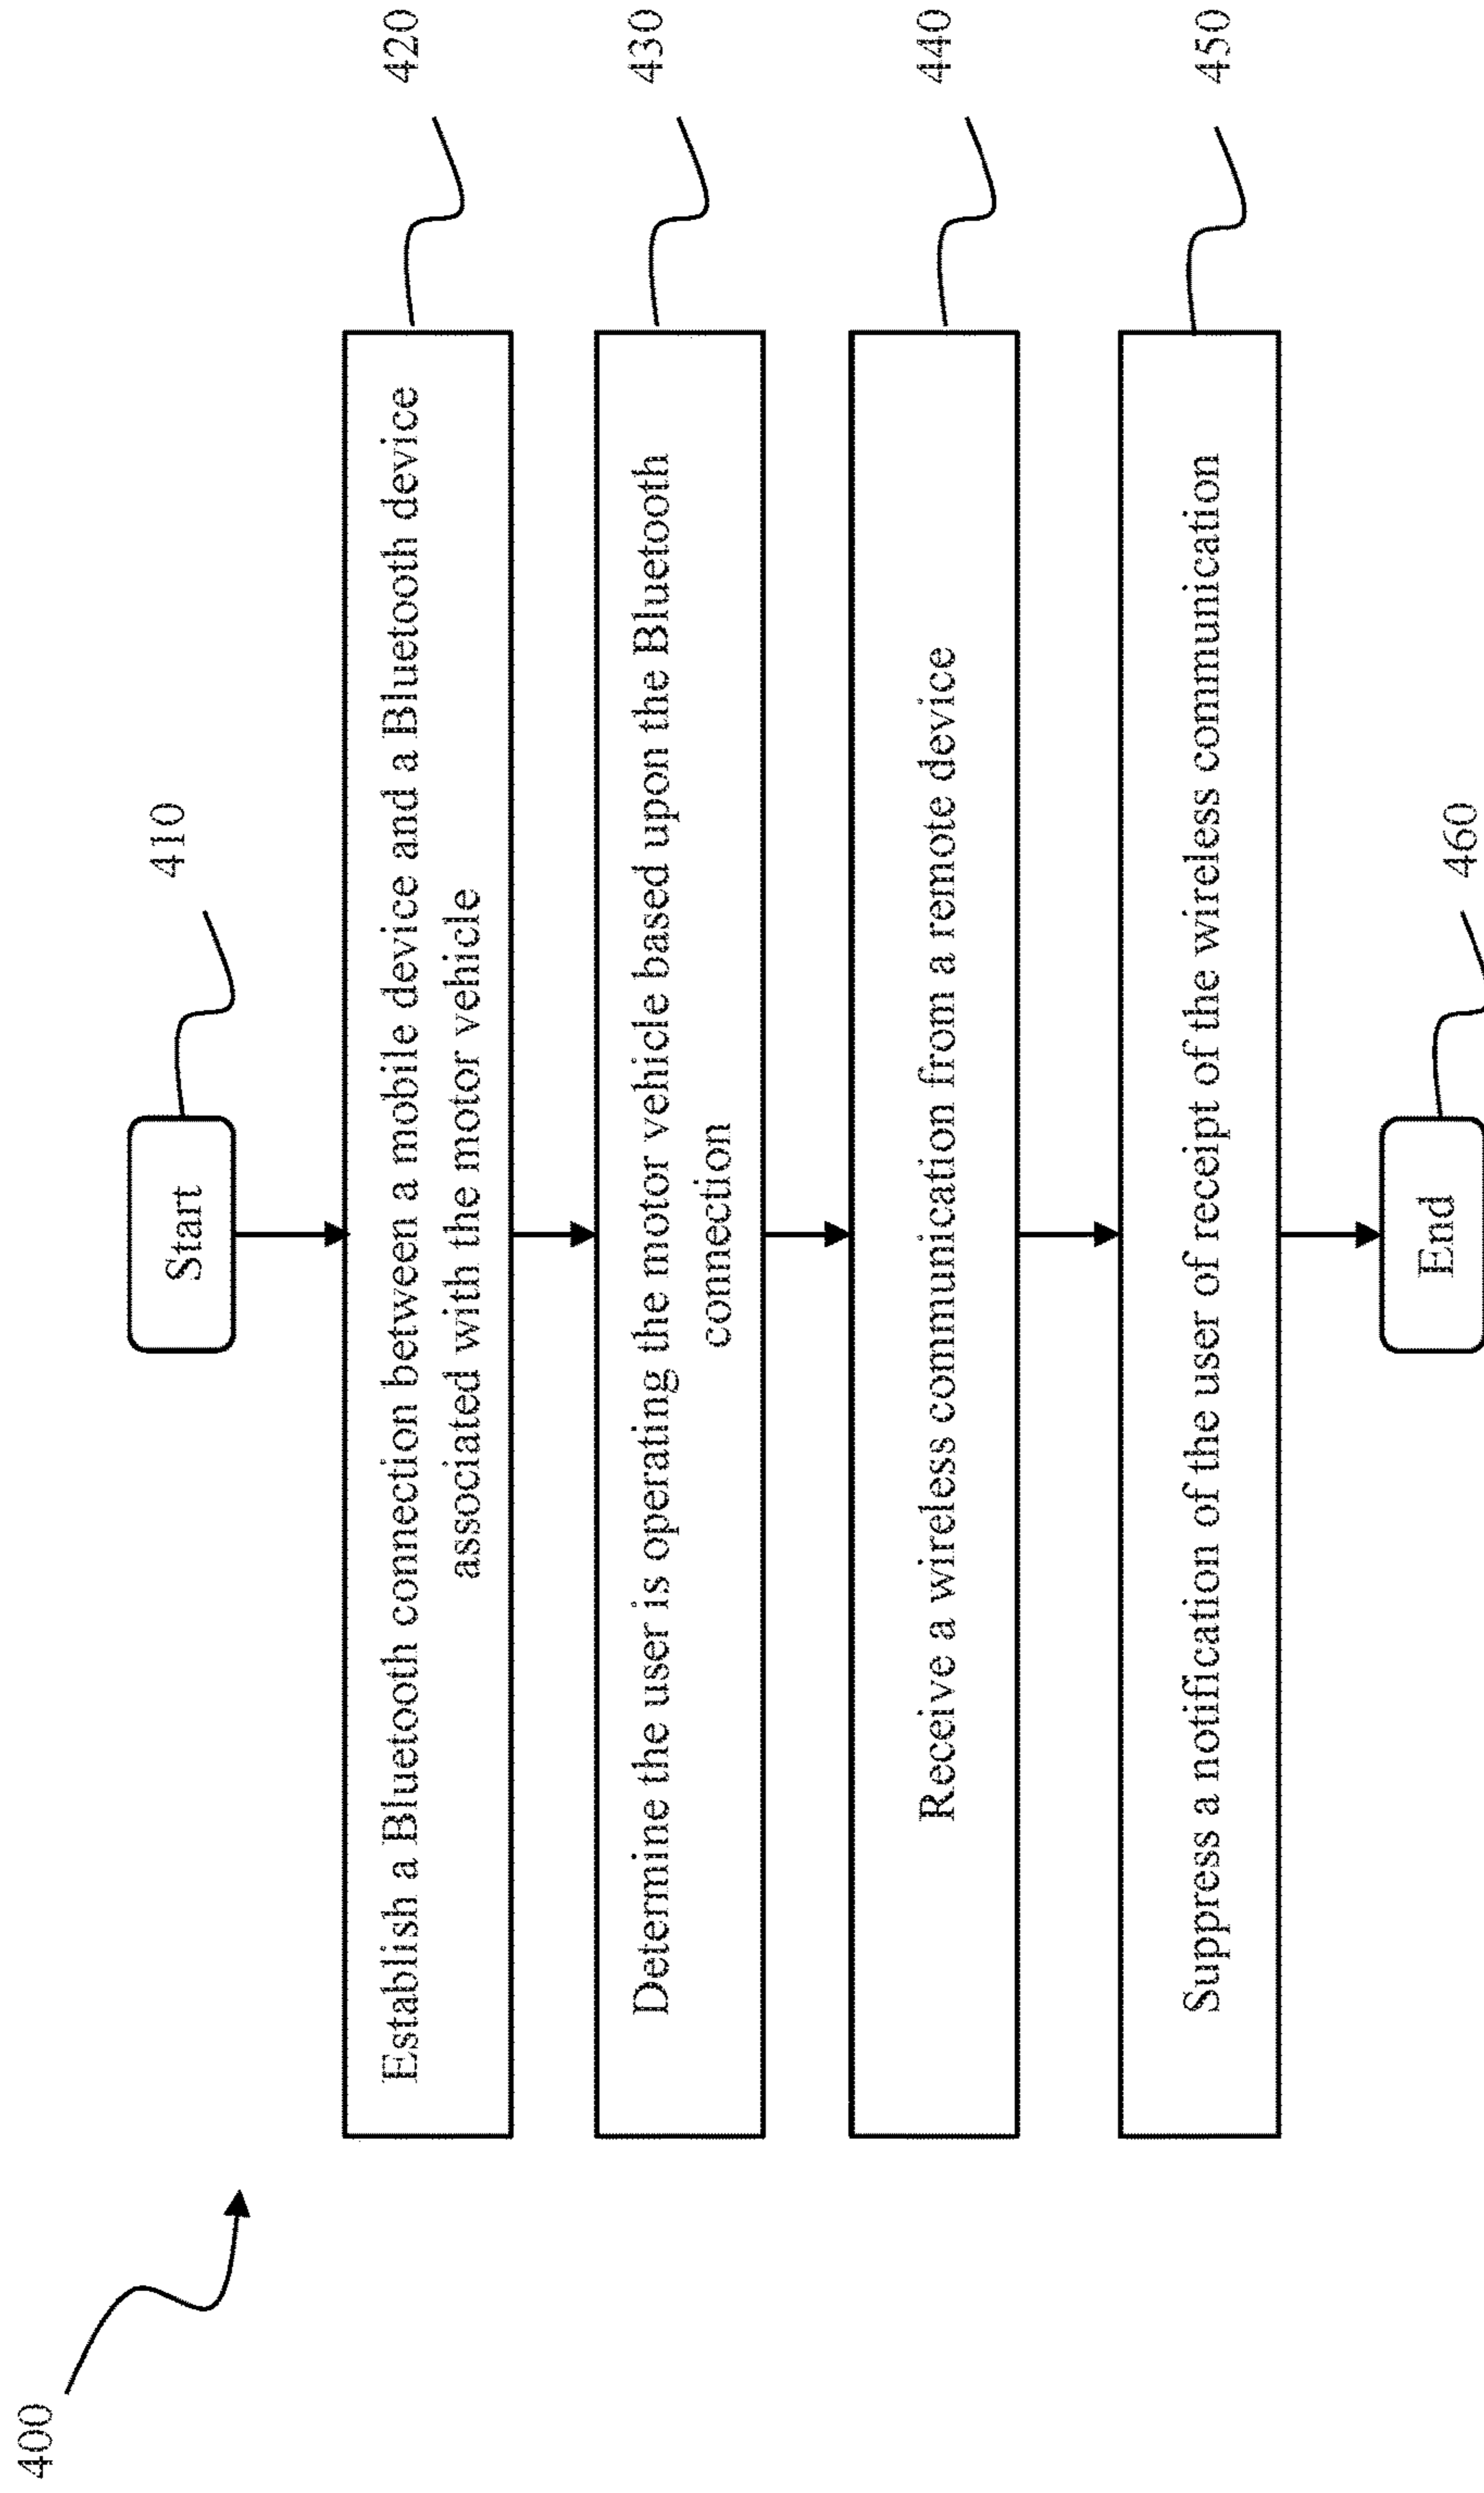 400
Start
410
Establish a Bluetooth connection between a mobile device and a Bluetooth device
associated with the motor vehicle
420
Determine the user is operating the motor vehicle based upon the Bluetooth
connection
430
Receive a wireless communication from a remote device
440
Suppress a notification of the user of receipt of the wireless communication
450
End
460